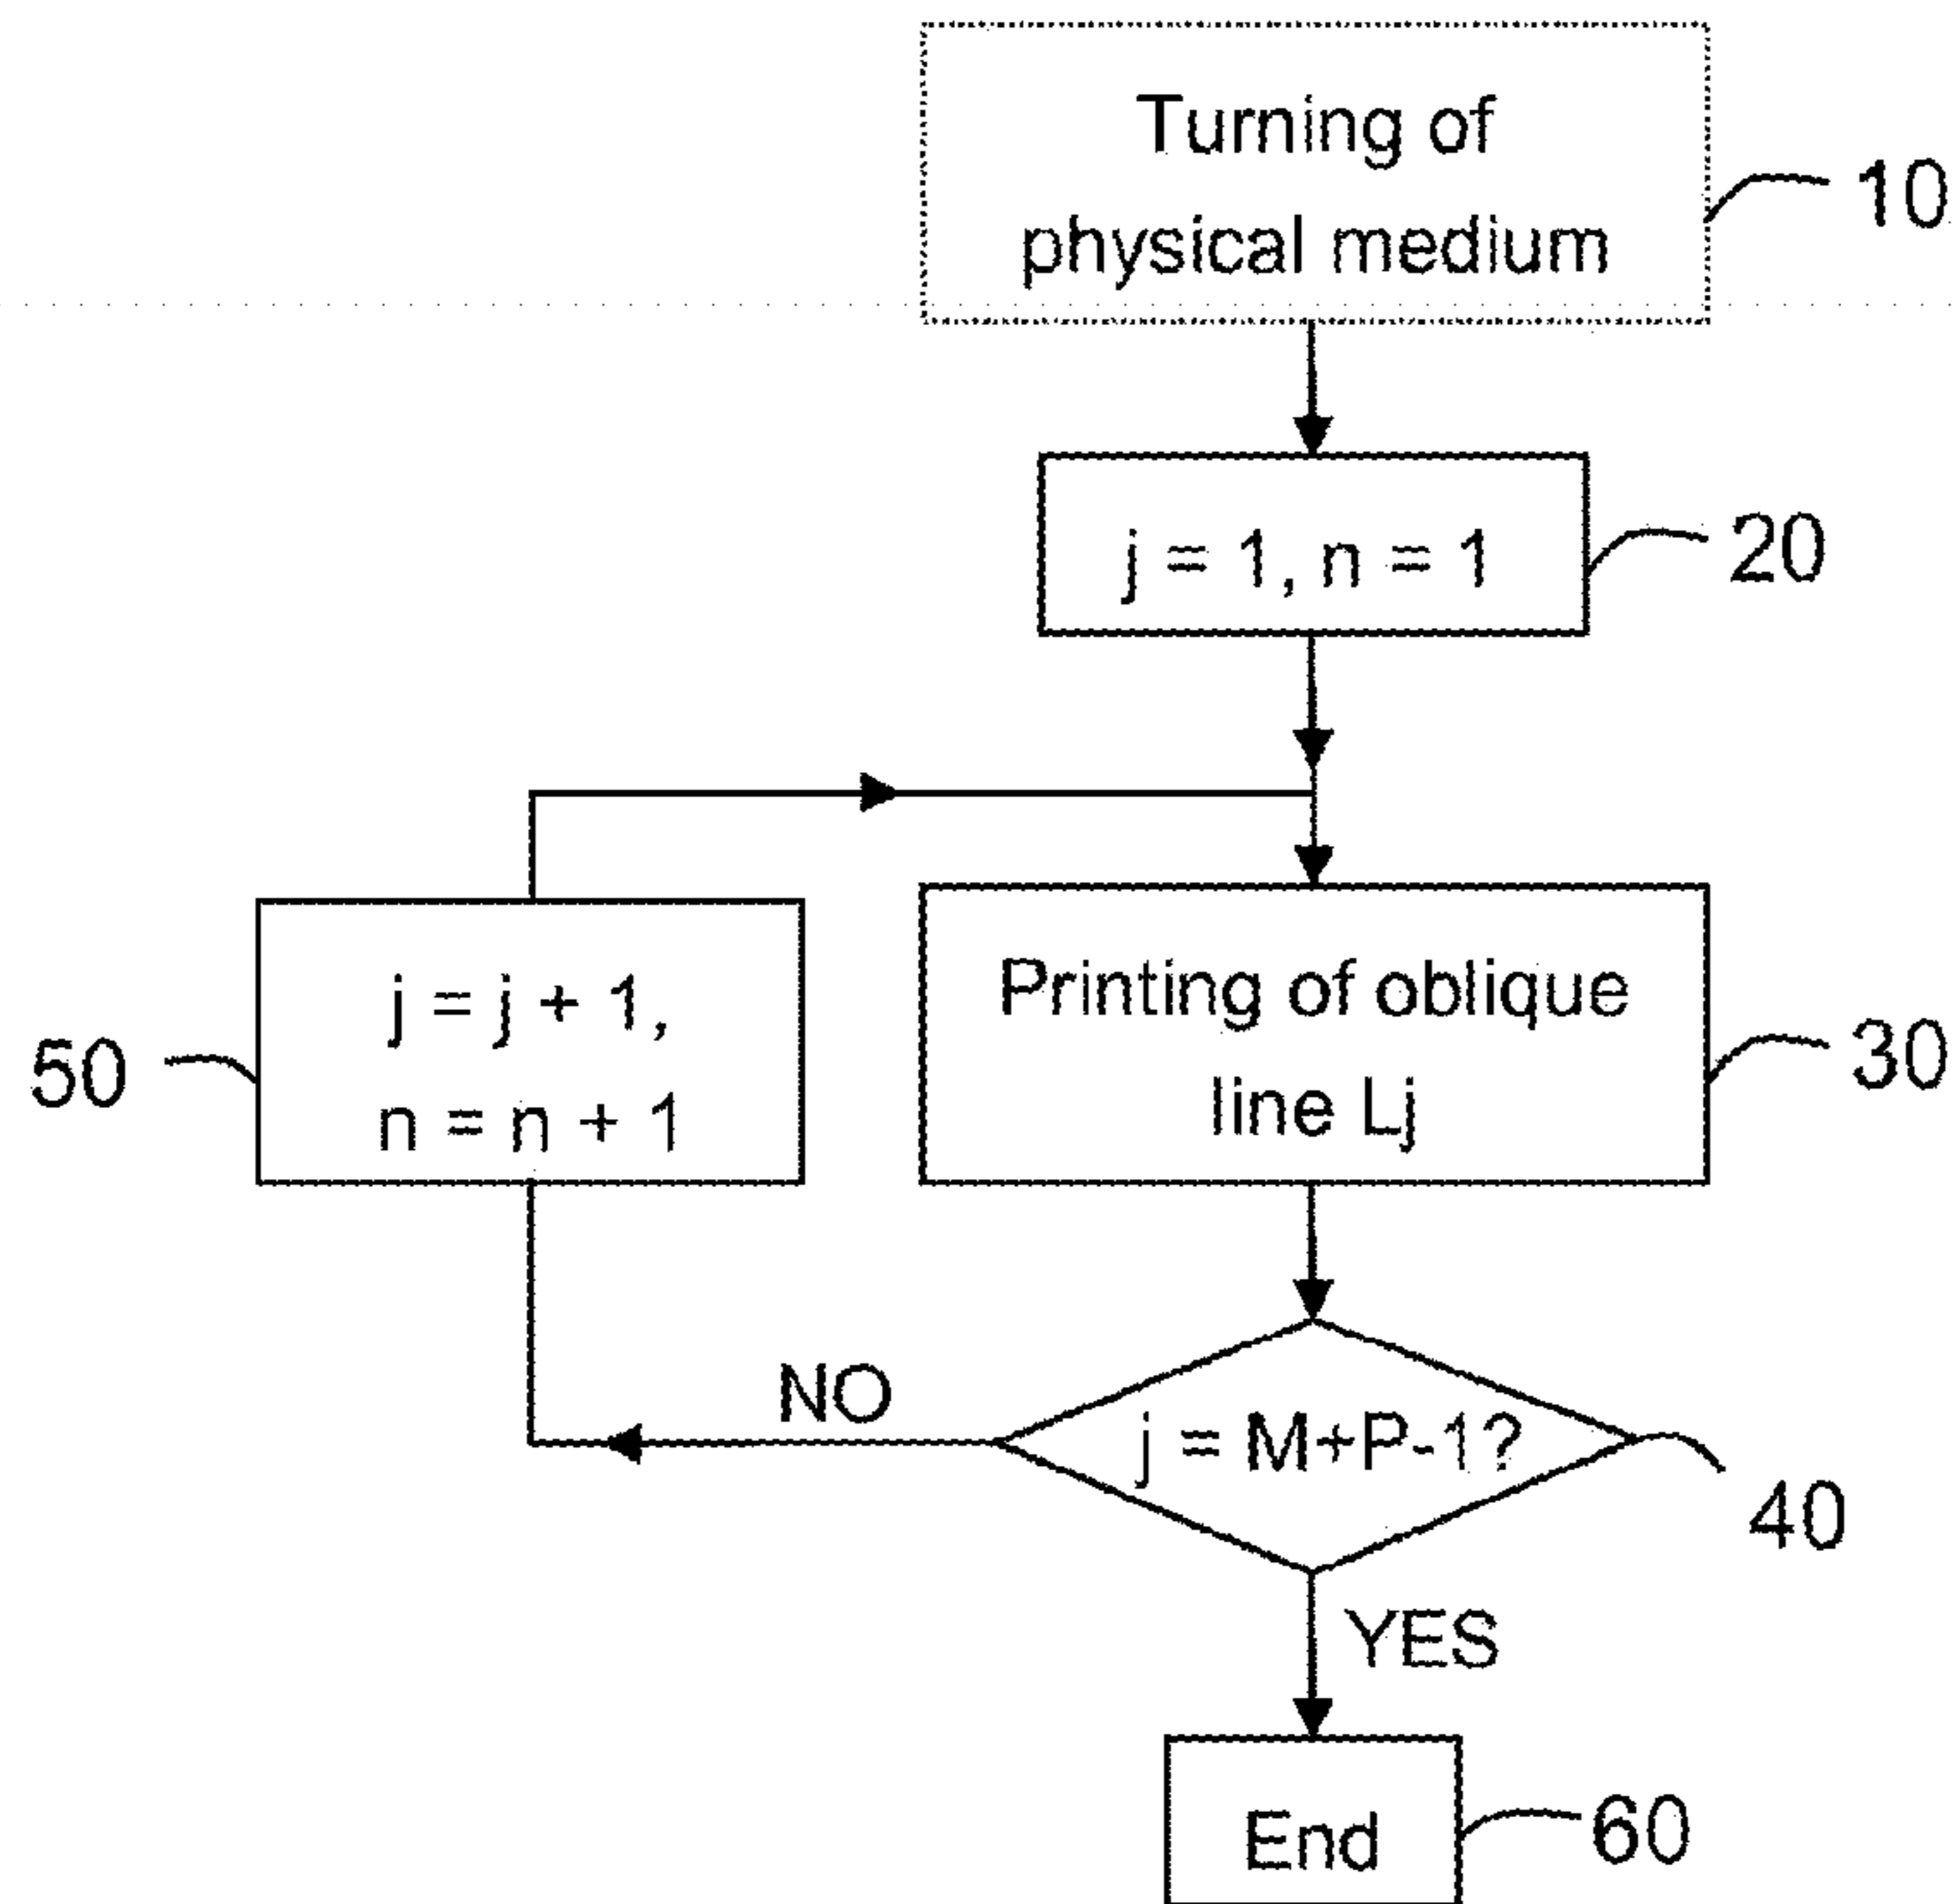 Turning of
physical medium
10
j = 1, n = 1
20
j = j + 1,
n = n + 1
50
Printing of oblique
line Lj
30
NO
j = M+P-1?
40
YES
End
60